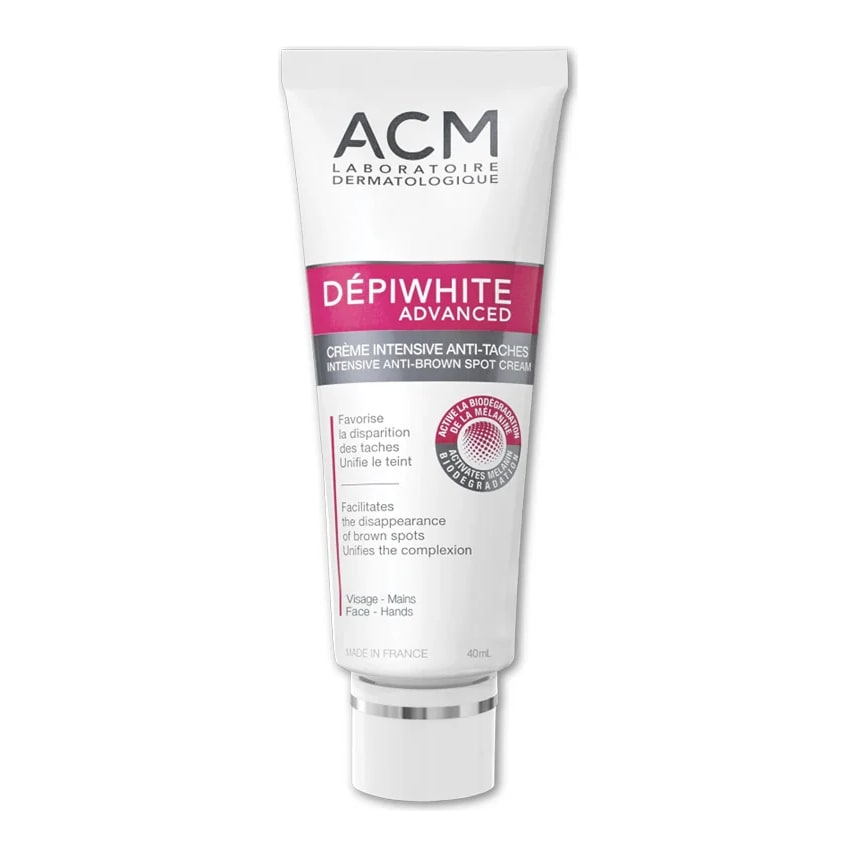 ACM
LABORATOIRE
DERMATOLOGIQUE
DÉPIWHITE
ADVANCED
CRÈME INTENSIVE ANTI-TACHES
INTENSIVE ANTI-BROWN SPOT CREAM
Favorise
la disparition
des taches
Unifie le teint
ACTIVE LA BIODÉGRADATION
DE LA MÉLANINE
ACTIVATES MELANIN
BIODEGRADATION
Facilitates
the disappearance
of brown spots
Unifies the complexion
Visage - Mains
Face - Hands
MADE IN FRANCE
40mL